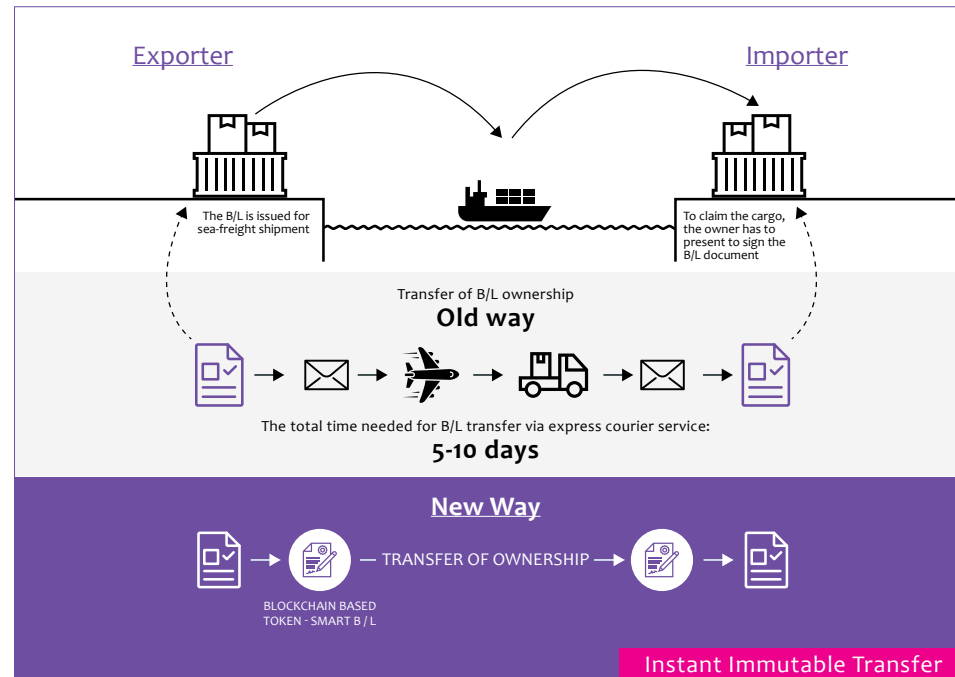 Exporter
Importer
The B/L is issued for
sea-freight shipment
To claim the cargo,
the owner has to
present to sign the
B/L document
Transfer of B/L ownership
Old way
The total time needed for B/L transfer via express courier service:
5-10 days
New Way
TRANSFER OF OWNERSHIP
BLOCKCHAIN BASED
TOKEN - SMART B / L
Instant Immutable Transfer